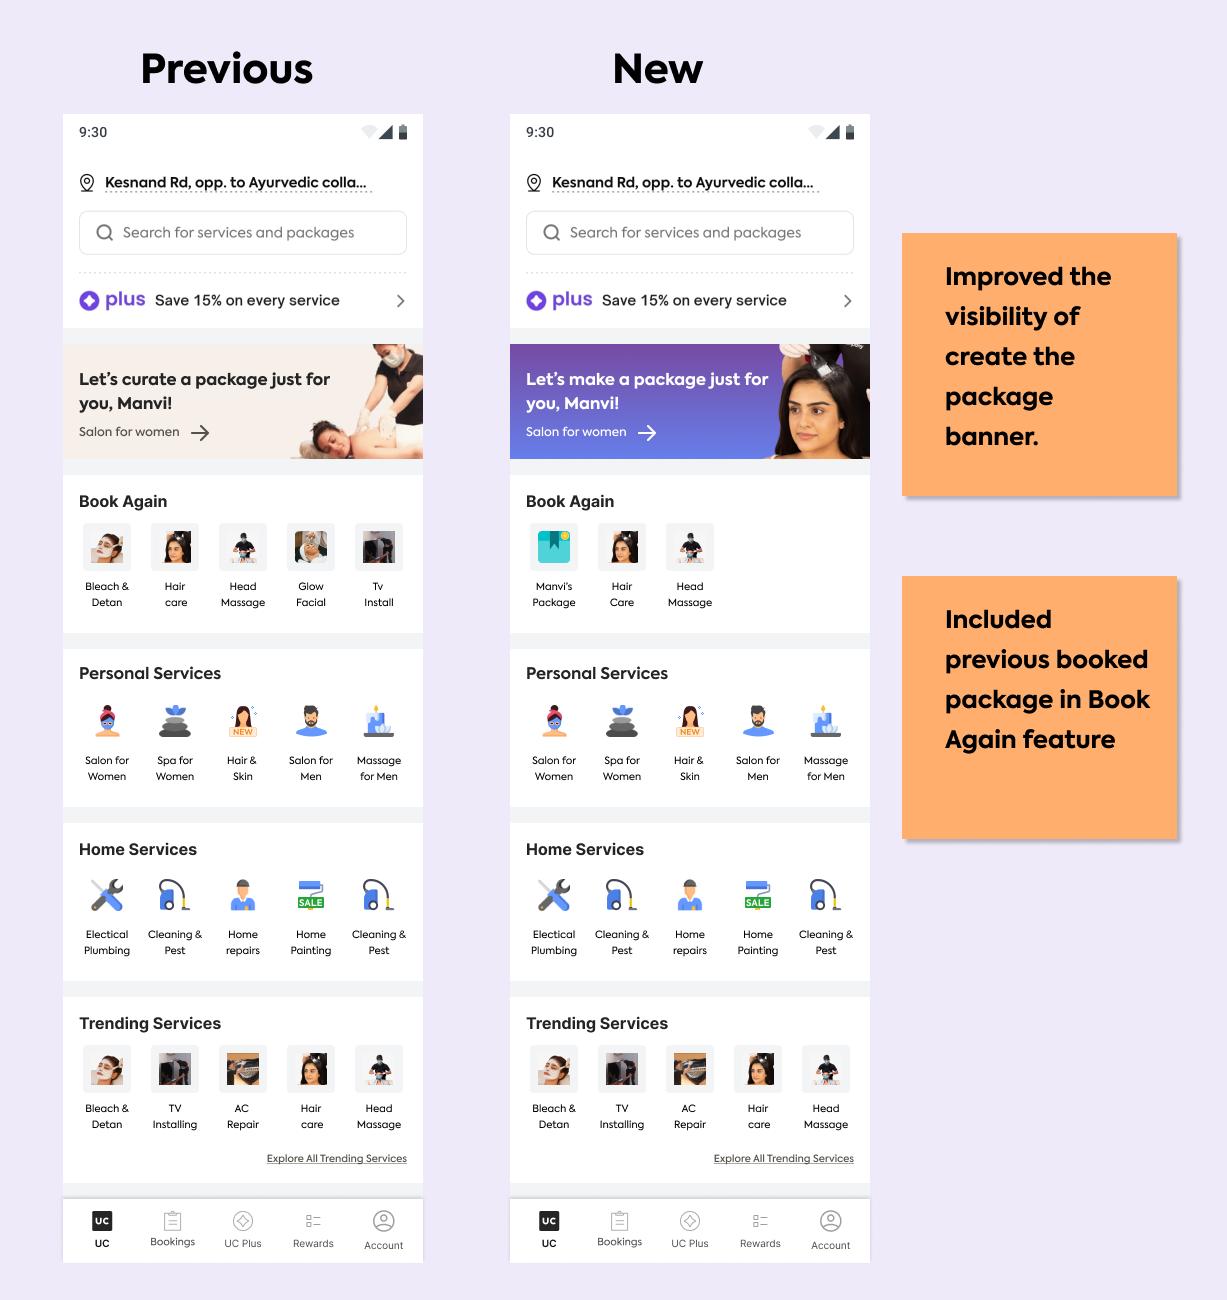 Previous
New
9:30
Kesnand Rd, opp. to Ayurvedic colla...
Search for services and packages
plus Save 15% on every service
Let's curate a package just for
you, Manvi!
Salon for women
Book Again
Bleach & Detan
Hair care
Head Massage
Glow Facial
Tv Install
Personal Services
Salon for Women
Spa for Women
NEW
Hair & Skin
Salon for Men
Massage for Men
Home Services
Electical Plumbing
Cleaning & Pest
Home repairs
SALE
Home Painting
Cleaning & Pest
Trending Services
Bleach & Detan
TV Installing
AC Repair
Hair care
Head Massage
Explore All Trending Services
UC
UC
Bookings
UC Plus
Rewards
Account
9:30
Kesnand Rd, opp. to Ayurvedic colla...
Search for services and packages
plus Save 15% on every service
Let's make a package just for
you, Manvi!
Salon for women
Book Again
Manvi's Package
Hair Care
Head Massage
Personal Services
Salon for Women
Spa for Women
NEW
Hair & Skin
Salon for Men
Massage for Men
Home Services
Electical Plumbing
Cleaning & Pest
Home repairs
SALE
Home Painting
Cleaning & Pest
Trending Services
Bleach & Detan
TV Installing
AC Repair
Hair care
Head Massage
Explore All Trending Services
UC
UC
Bookings
UC Plus
Rewards
Account
Improved the
visibility of
create the
package
banner.
Included
previous booked
package in Book
Again feature